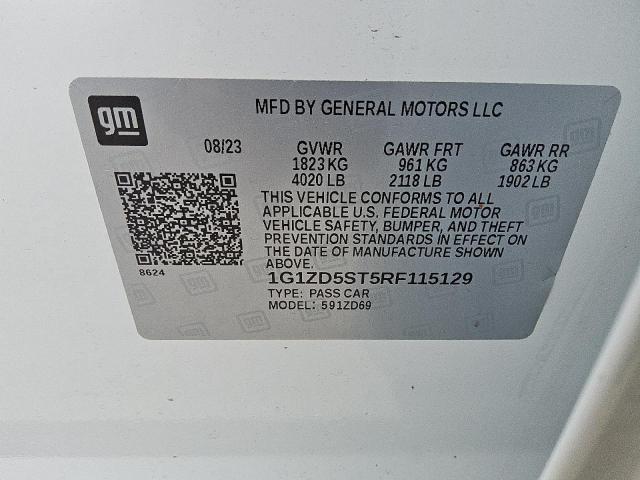 gm
MFD BY GENERAL MOTORS LLC
08/23 GVWR GAWR FRT GAWR RR
1823 KG 961 KG 863 KG
4020 LB 2118 LB 1902 LB
THIS VEHICLE CONFORMS TO ALL
APPLICABLE U.S. FEDERAL MOTOR
VEHICLE SAFETY, BUMPER, AND THEFT
PREVENTION STANDARDS IN EFFECT ON
THE DATE OF MANUFACTURE SHOWN
ABOVE.
8624
1G1ZD5ST5RF115129
TYPE: PASS CAR
MODEL: 591ZD69